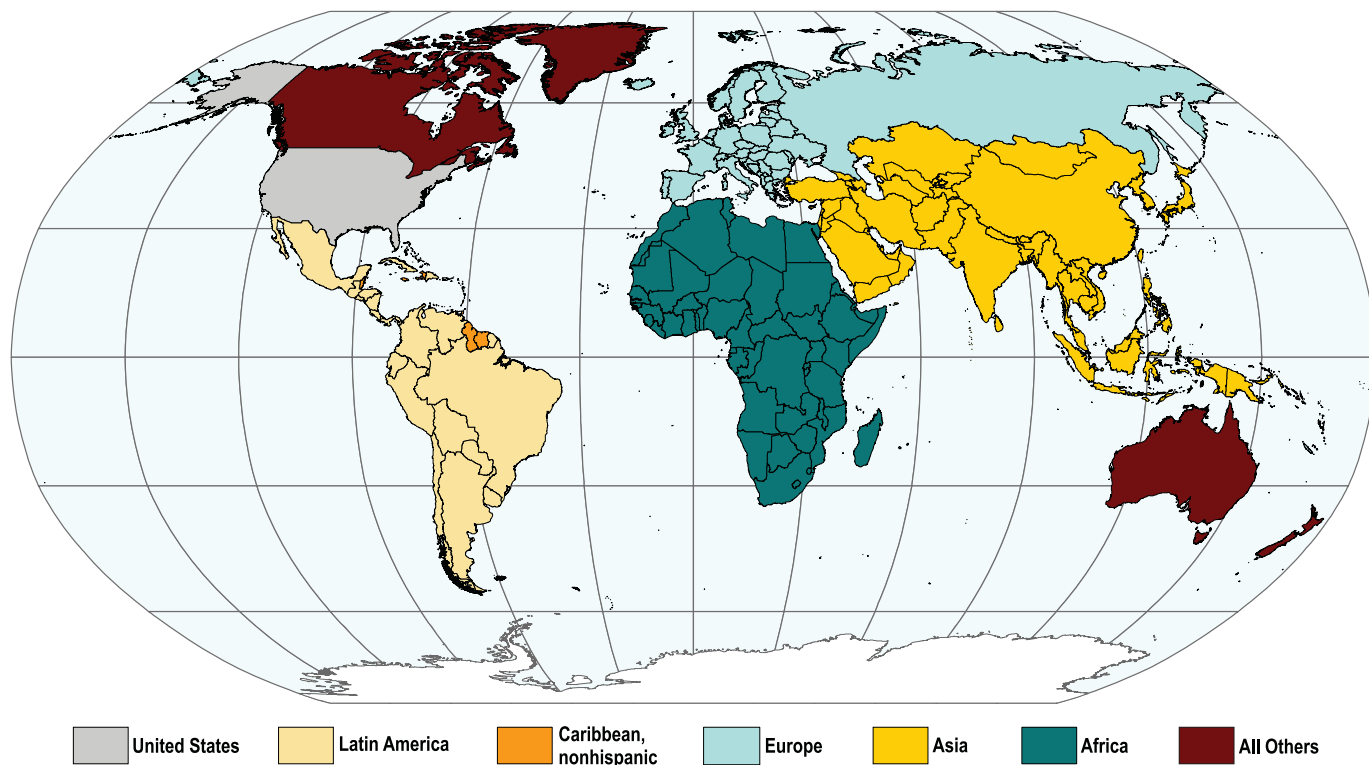 United States
Latin America
Caribbean,
nonhispanic
Europe
Asia
Africa
All Others